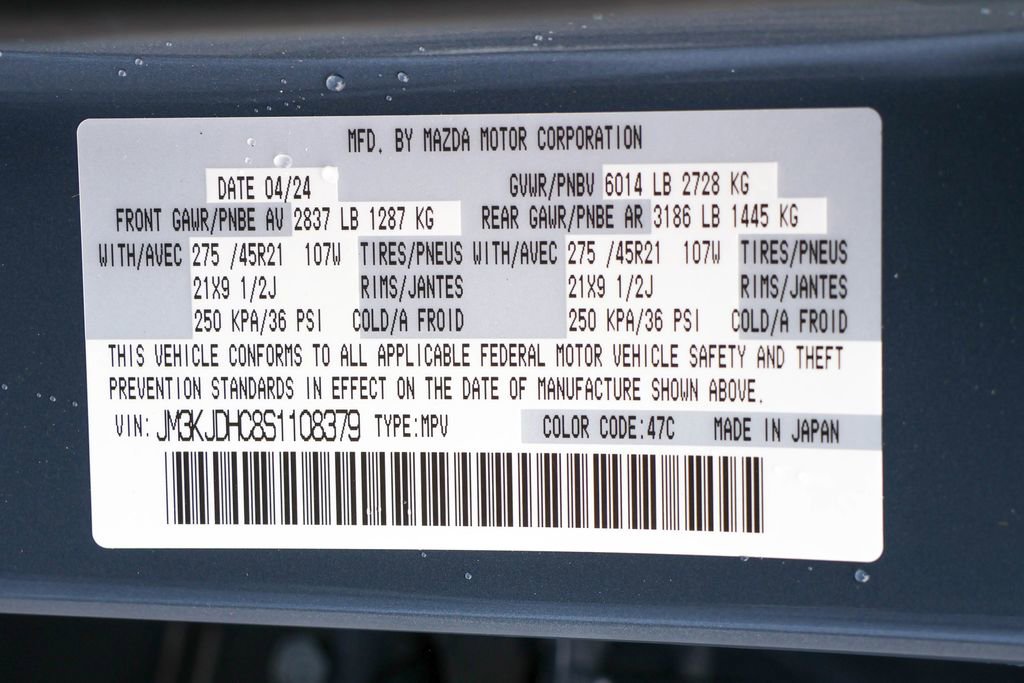 MFD. BY MAZDA MOTOR CORPORATION
DATE 04/24 GVWR/PNBV 6014 LB 2728 KG
FRONT GAWR/PNBE AV 2837 LB 1287 KG REAR GAWR/PNBE AR 3186 LB 1445 KG
WITH/AVEC 275 /45R21 107W TIRES/PNEUS WITH/AVEC 275 /45R21 107W TIRES/PNEUS
21X9 1/2J RIMS/JANTES 21X9 1/2J RIMS/JANTES
250 KPA/36 PSI COLD/A FROID 250 KPA/36 PSI COLD/A FROID
THIS VEHICLE CONFORMS TO ALL APPLICABLE FEDERAL MOTOR VEHICLE SAFETY AND THEFT
PREVENTION STANDARDS IN EFFECT ON THE DATE OF MANUFACTURE SHOWN ABOVE.
VIN: JM3KJDHC8S1108379 TYPE:MPV COLOR CODE:47C MADE IN JAPAN